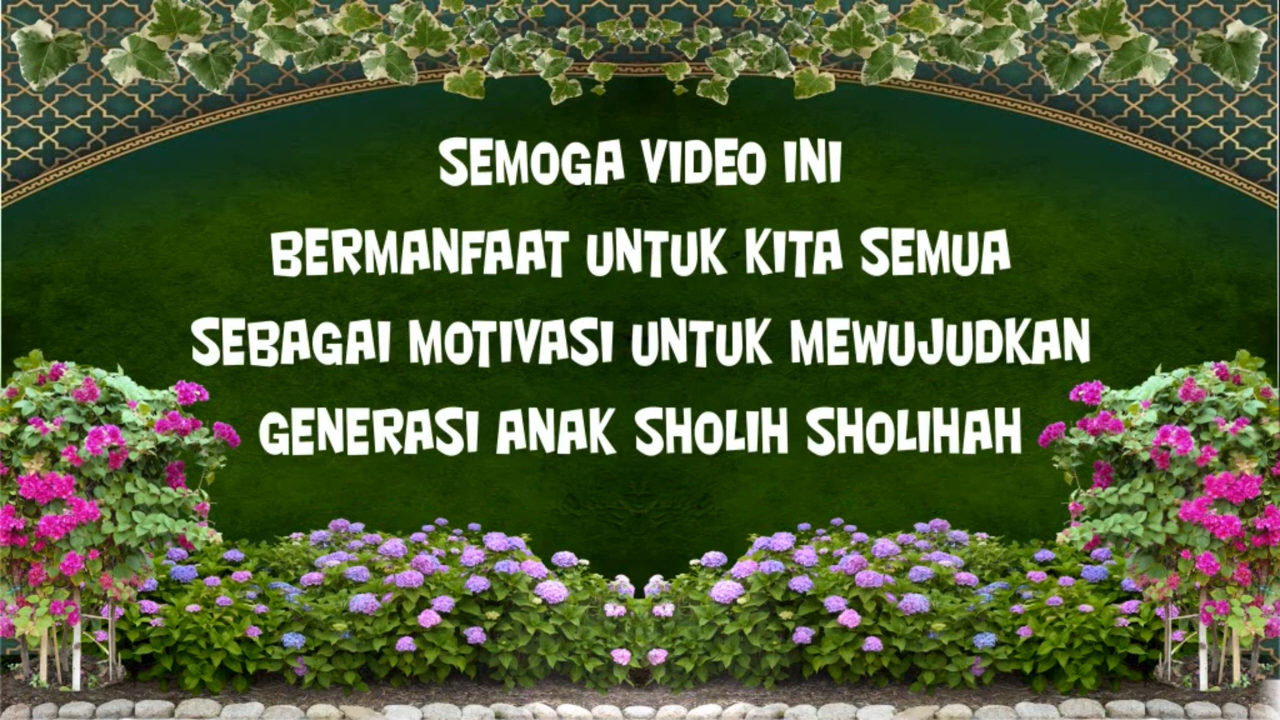 SEMOGA VIDEO INI
BERMANFAAT UNTUK KITA SEMUA
SEBAGAI MOTIVASI UNTUK MEWUJUDKAN
GENERASI ANAK SHOLIH SHOLIHAH